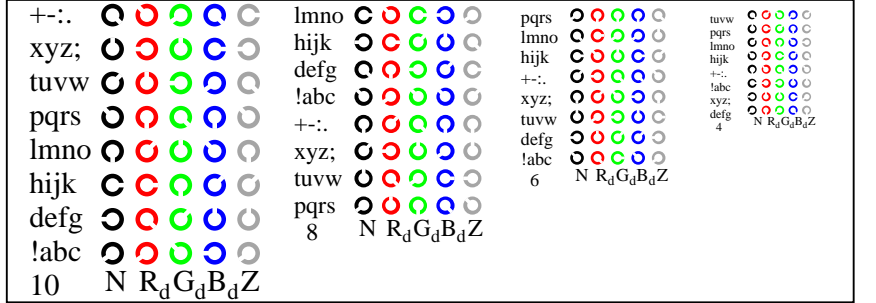 +-:.
xyz;
tuvw
pqrs
lmno
hijk
defg
!abc
10 N RdGdBdZ
lmno
hijk
defg
!abc
+-:.
xyz;
tuvw
pqrs
8 N RdGdBdZ
pqrs
lmno
hijk
+-:.
xyz;
tuvw
defg
!abc
6 N RdGdBdZ
tuvw
pqrs
lmno
hijk
+-:.
!abc
xyz;
defg
4 N RdGdBdZ